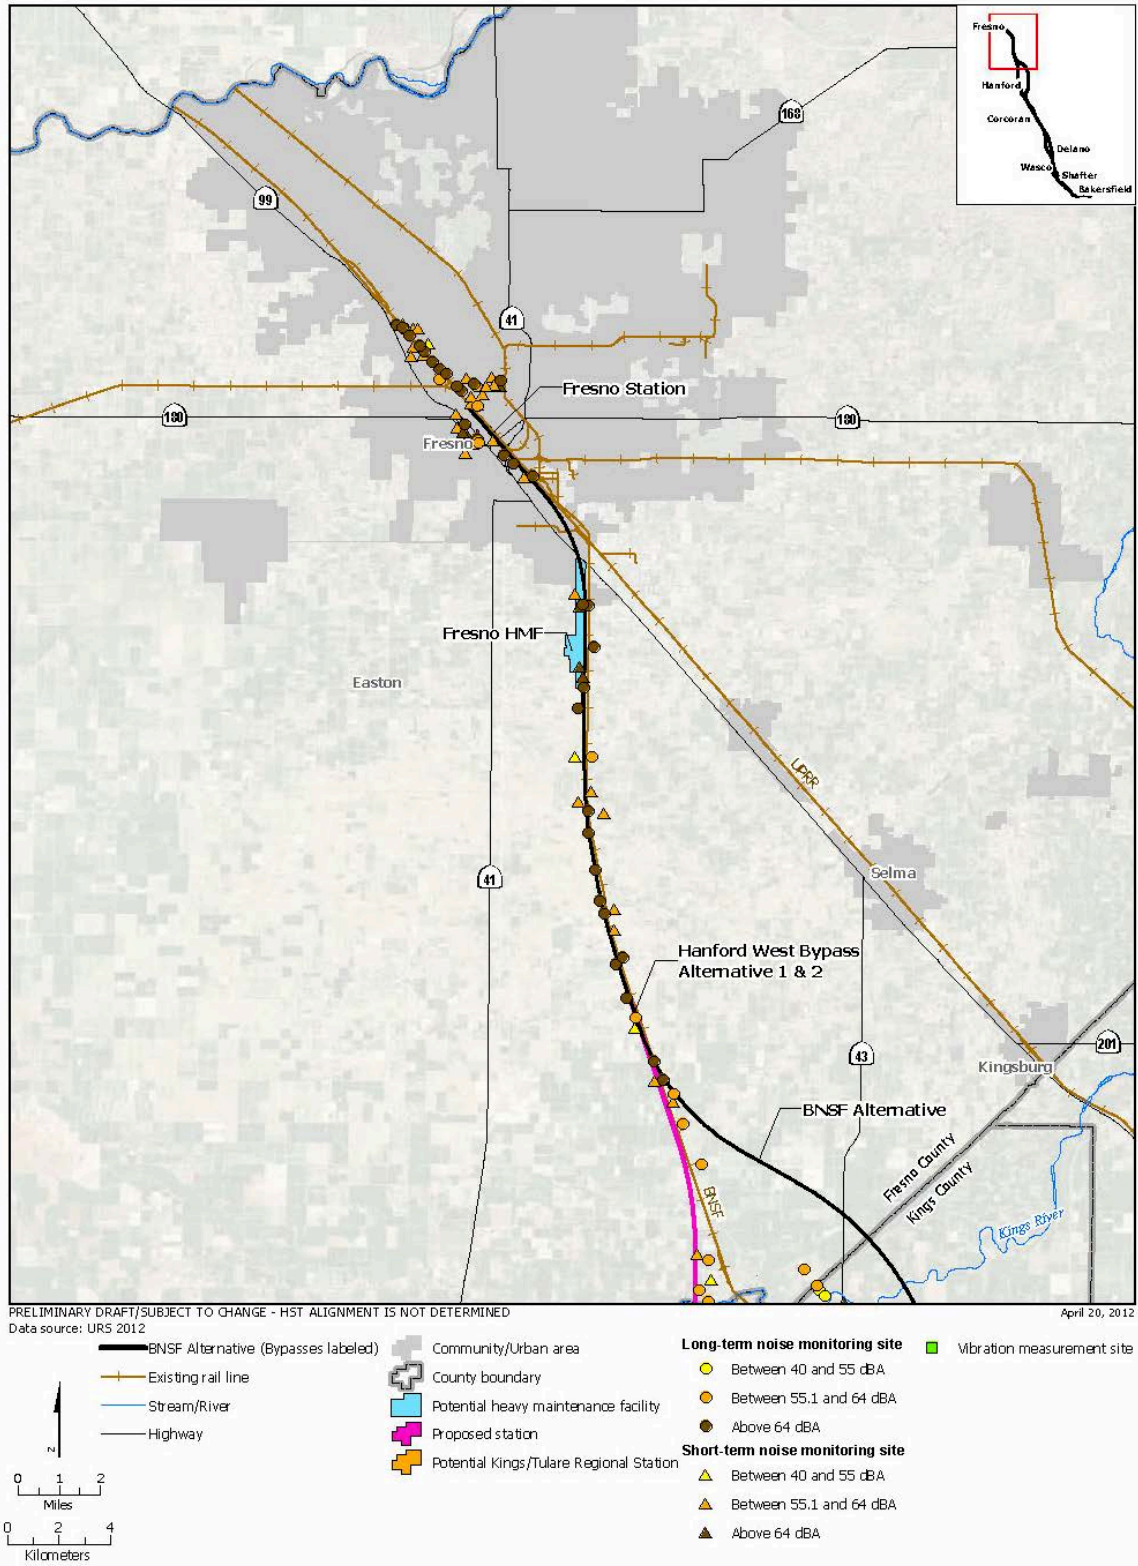 Fresno
Hanford
Corcoran
Delano
Wasco
Shafter
Bakersfield
168
99
41
Fresno Station
180
180
Fresno
Fresno HMF
Easton
UPRR
41
Selma
Hanford West Bypass
Alternative 1 & 2
201
43
Kingsburg
BNSF Alternative
Fresno County
Kings County
BNSF
Kings River
PRELIMINARY DRAFT/SUBJECT TO CHANGE - HST ALIGNMENT IS NOT DETERMINED
April 20, 2012
Data source: URS 2012
BNSF Alternative (Bypasses labeled)
Existing rail line
Stream/River
Highway
Community/Urban area
County boundary
Potential heavy maintenance facility
Proposed station
Potential Kings/Tulare Regional Station
Long-term noise monitoring site
Between 40 and 55 dBA
Between 55.1 and 64 dBA
Above 64 dBA
Short-term noise monitoring site
Between 40 and 55 dBA
Between 55.1 and 64 dBA
Above 64 dBA
Vibration measurement site
N
0 1 2
Miles
0 2 4
Kilometers